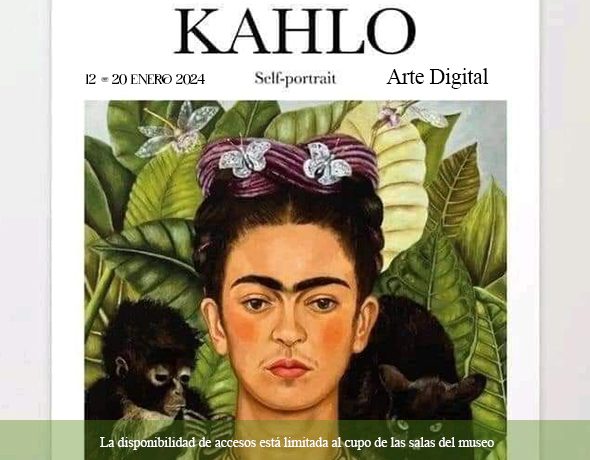 KAHLO
12 - 20 ENERO 2024 Self-portrait Arte Digital
La disponibilidad de accesos está limitada al cupo de las salas del museo